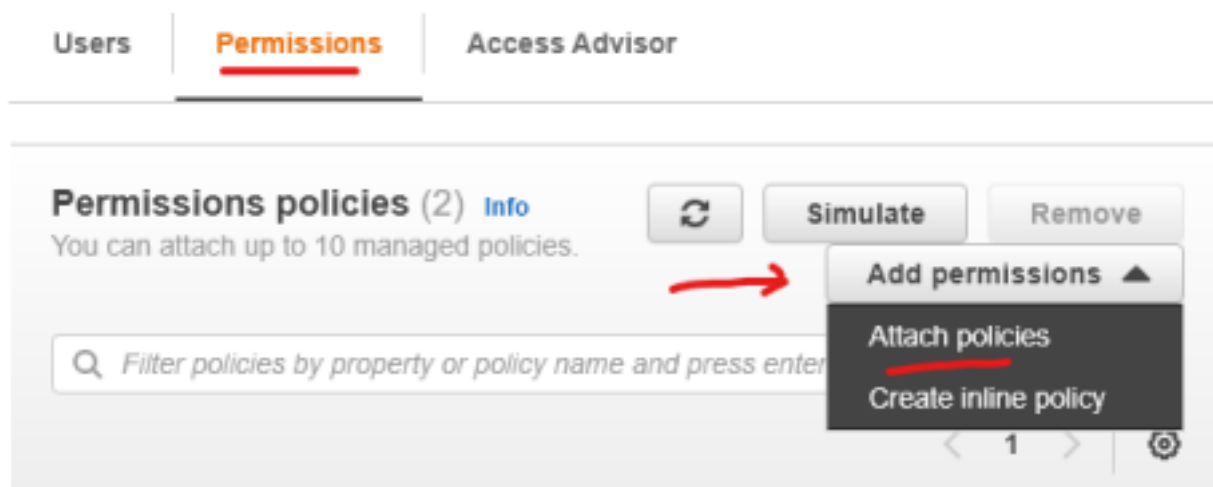 Users Permissions Access Advisor
Permissions policies (2) Info
You can attach up to 10 managed policies.
Simulate Remove
Add permissions
Attach policies
Create inline policy
Filter policies by property or policy name and press enter
1